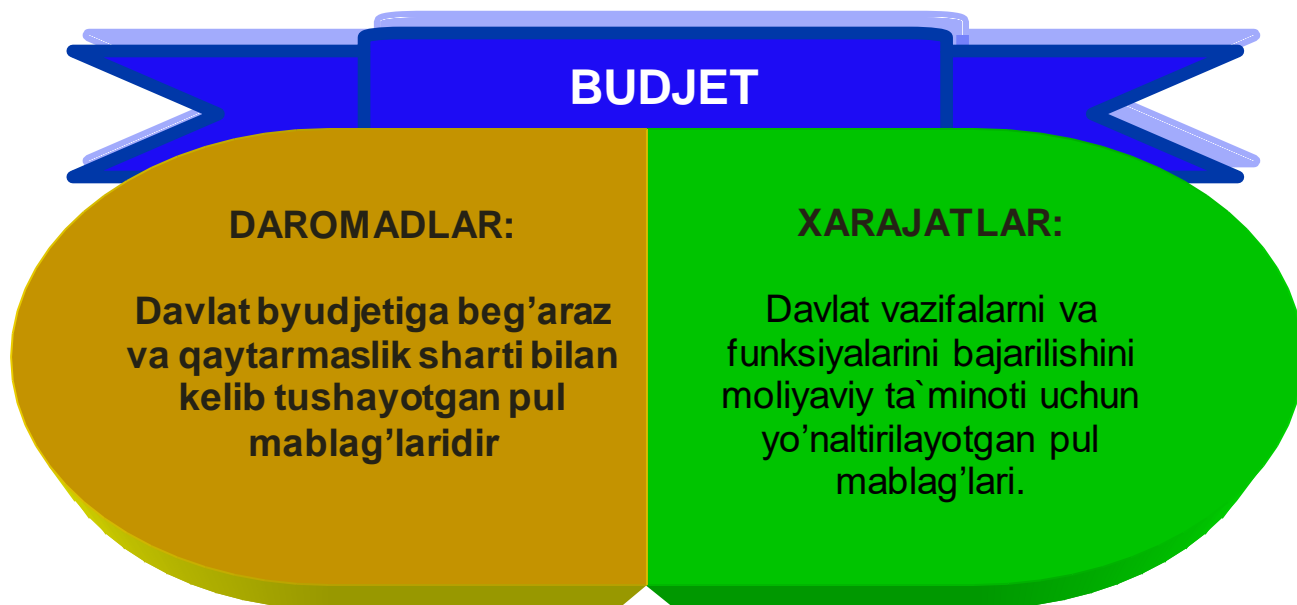 BUDJET
DAROMADLAR:
Davlat byudjetiga beg’araz
va qaytarmaslik sharti bilan
kelib tushayotgan pul
mablag’laridir
XARAJATLAR:
Davlat vazifalarni va
funksiyalarini bajarilishini
moliyaviy ta`minoti uchun
yo’naltirilayotgan pul
mablag’lari.